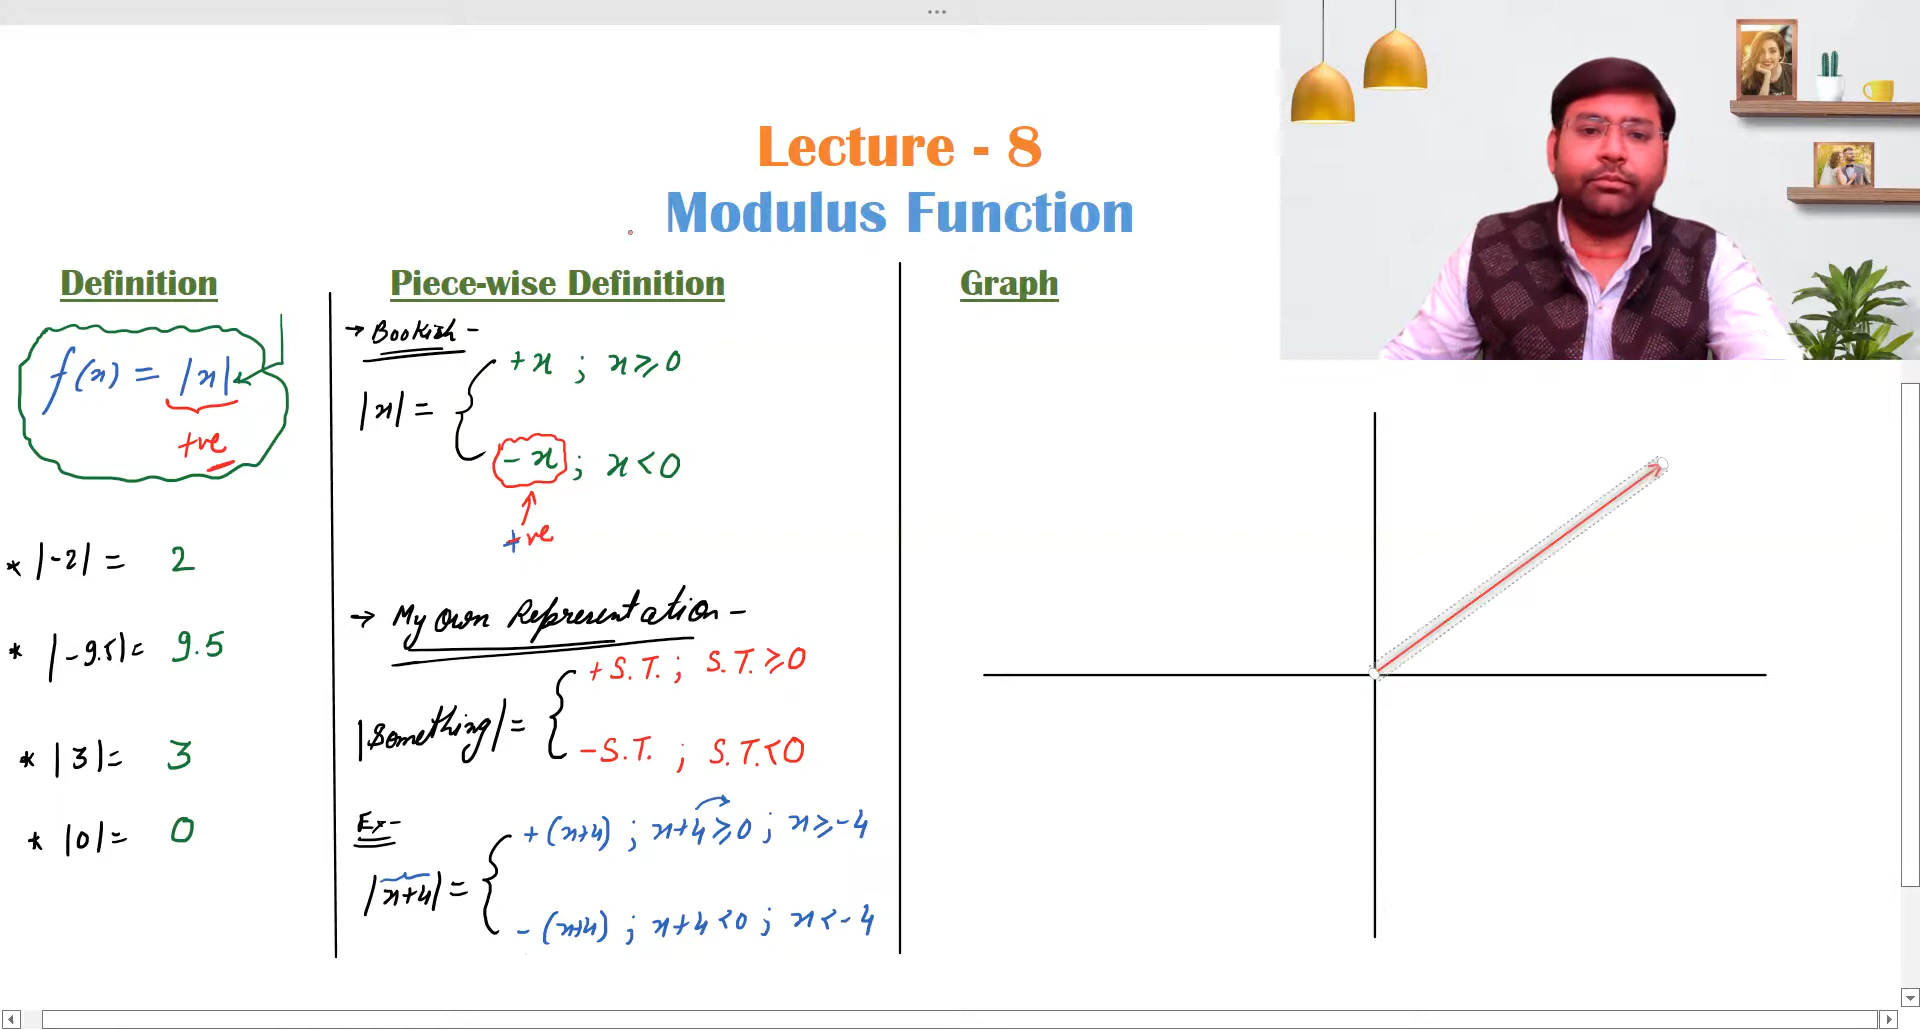 Lecture - 8
Modulus Function
Definition
f(x) = |x|
+ve
* |-2| = 2
* |-9.5| = 9.5
* |3| = 3
* |0| = 0
Piece-wise Definition
→ Bookish -
|x| = { +x ; x ≥ 0
- x ; x < 0
+ve
→ My Own Representation -
|Something| = { + S.T. ; S.T. ≥ 0
- S.T. ; S.T. < 0
Ex-
|x+4| = { + (x+4) ; x+4 ≥ 0 ; x ≥ -4
- (x+4) ; x+4 < 0 ; x < -4
Graph